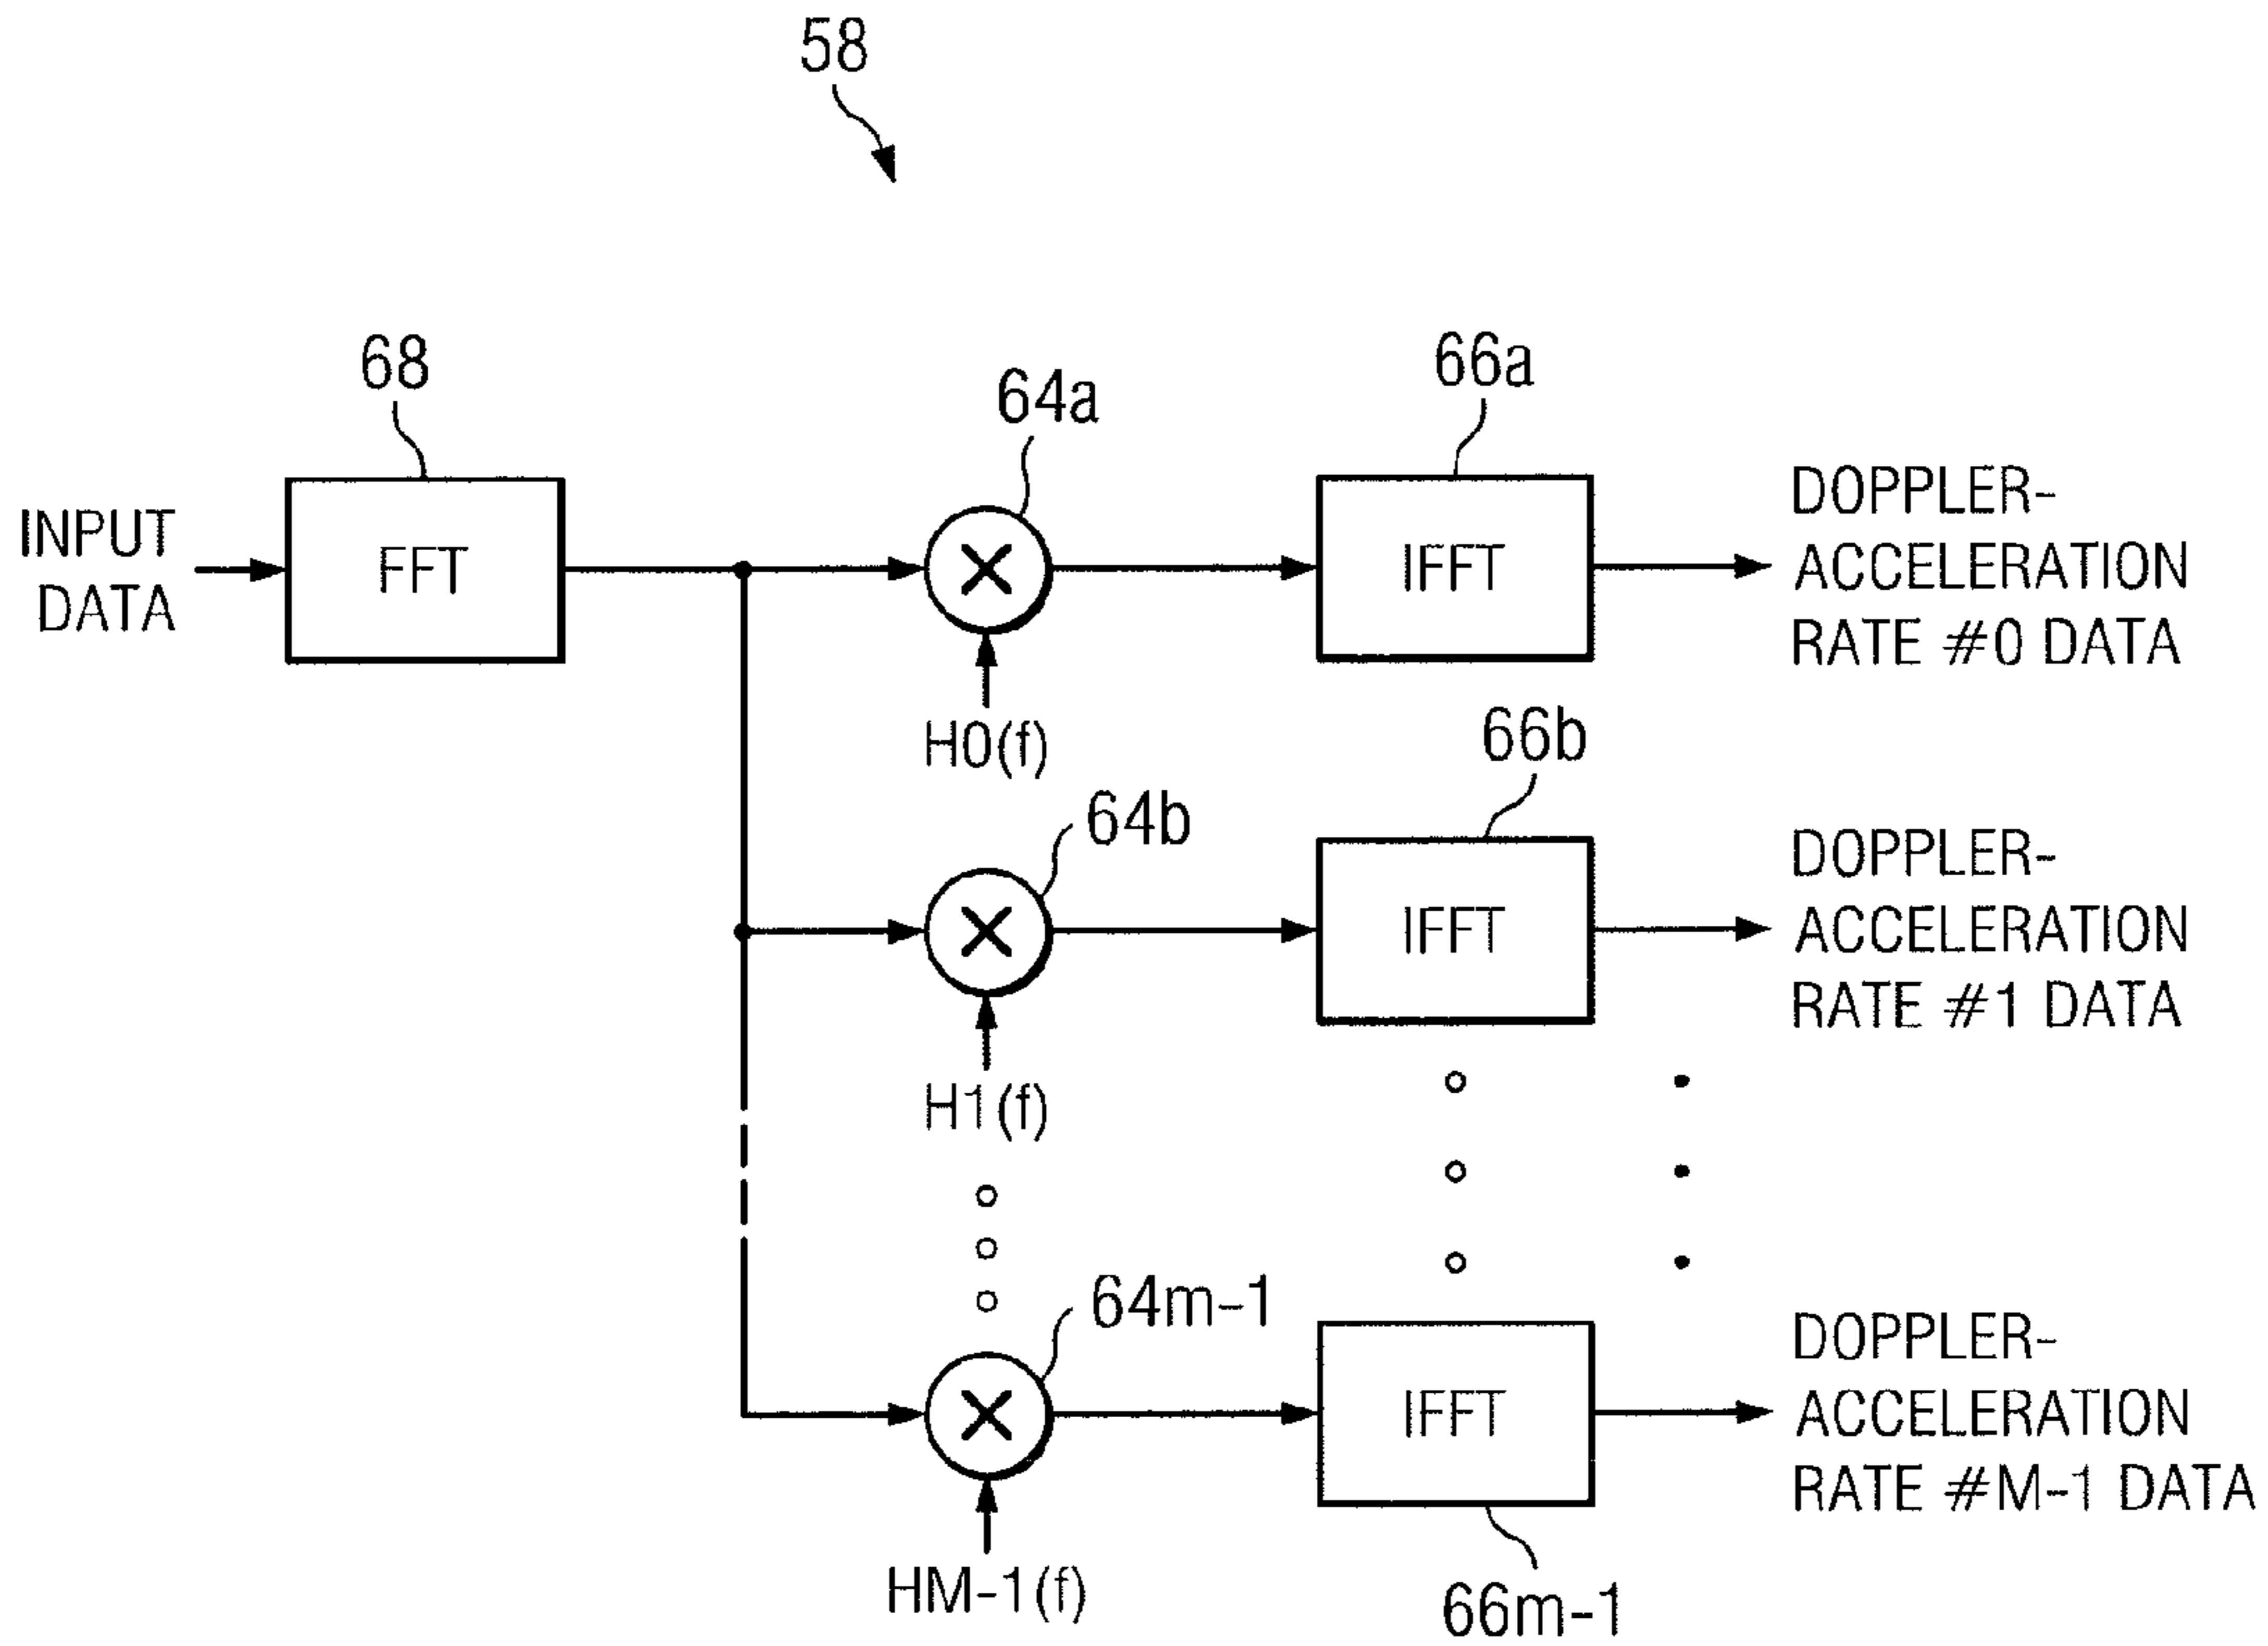 58
68
64a
66a
INPUT
DATA
FFT
IFFT
DOPPLER-
ACCELERATION
RATE #0 DATA
H0(f)
64b
66b
IFFT
DOPPLER-
ACCELERATION
RATE #1 DATA
H1(f)
64m-1
IFFT
DOPPLER-
ACCELERATION
RATE #M-1 DATA
HM-1(f)
66m-1